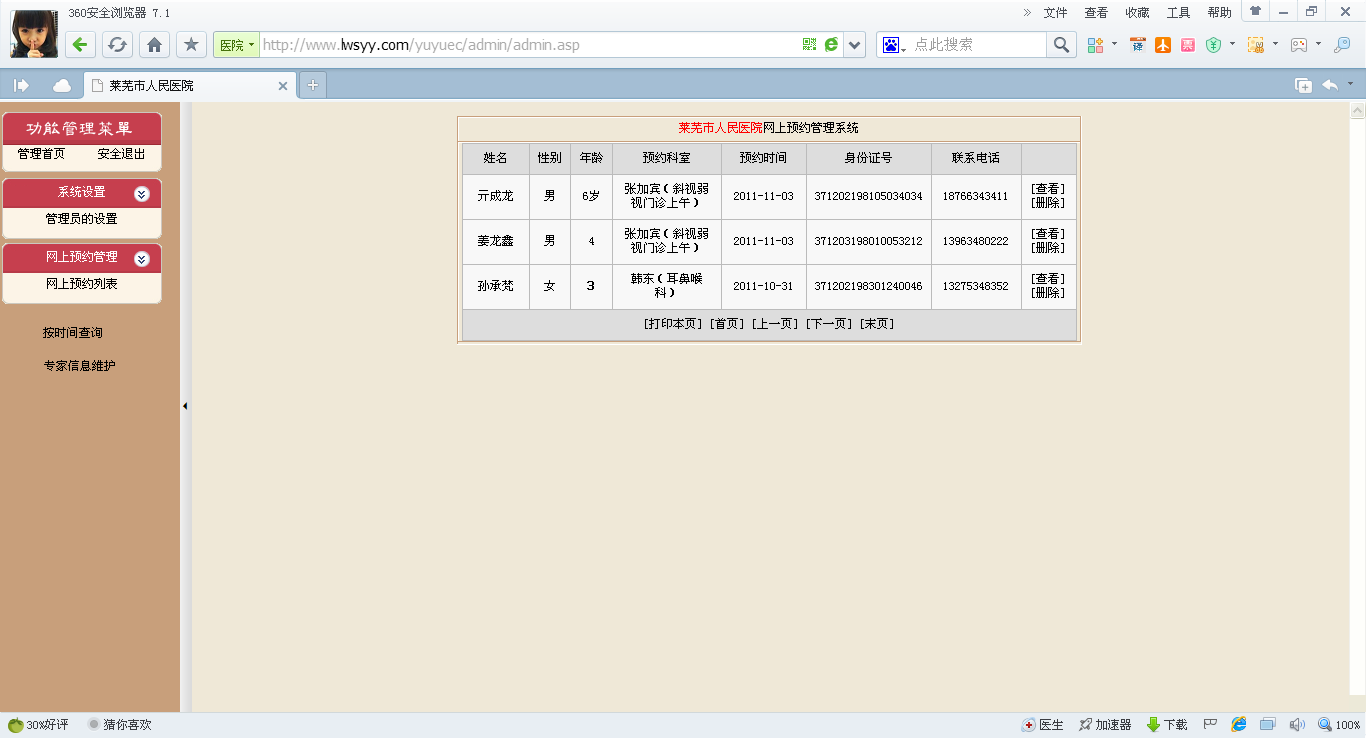 360安全浏览器 7.1
» 文件 查看 收藏 工具 帮助
医院 http://www.lwsyy.com/yuyuec/admin/admin.asp 点此搜索 译 票
莱芜市人民医院
功能管理菜單
管理首页 安全退出
系统设置
管理员的设置
网上预约管理
网上预约列表
按时间查询
专家信息维护
莱芜市人民医院网上预约管理系统
姓名 性别 年龄 预约科室 预约时间 身份证号 联系电话
亓成龙 男 6岁 张加宾（斜视弱
视门诊上午） 2011-11-03 371202198105034034 18766343411 [查看]
[删除]
姜龙鑫 男 4 张加宾（斜视弱
视门诊上午） 2011-11-03 371203198010053212 13963480222 [查看]
[删除]
孙承梵 女 3 韩东（耳鼻喉
科） 2011-10-31 371202198301240046 13275348352 [查看]
[删除]
[打印本页] [首页] [上一页] [下一页] [末页]
30%好评 猜你喜欢 医生 加速器 下载 100%